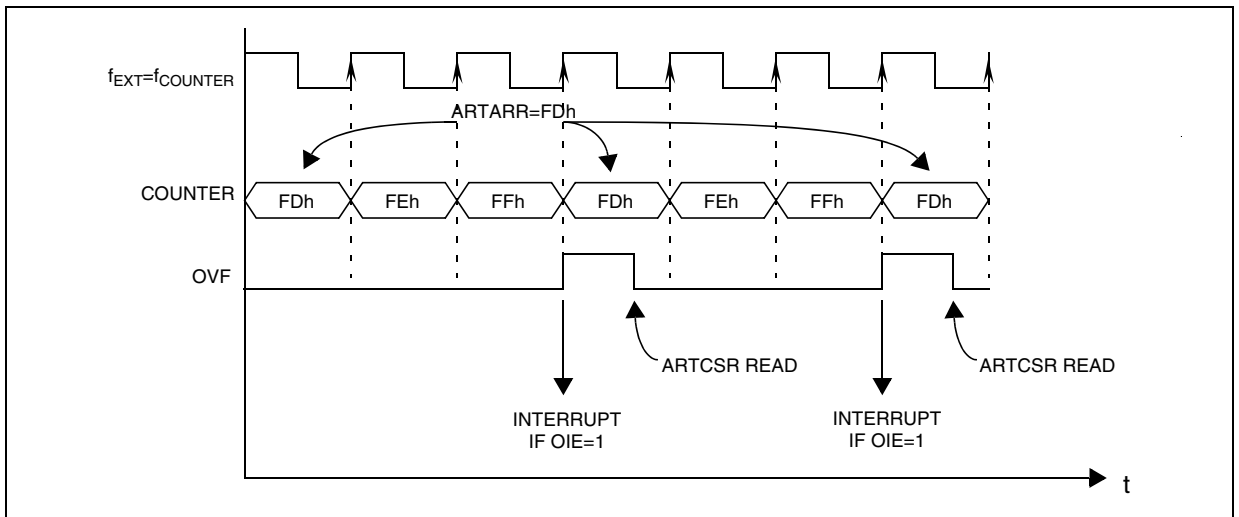 fEXT=fCOUNTER
ARTARR=FDh
COUNTER
FDh FEh FFh FDh FEh FFh FDh
OVF
ARTCSR READ ARTCSR READ
INTERRUPT INTERRUPT
IF OIE=1 IF OIE=1
t